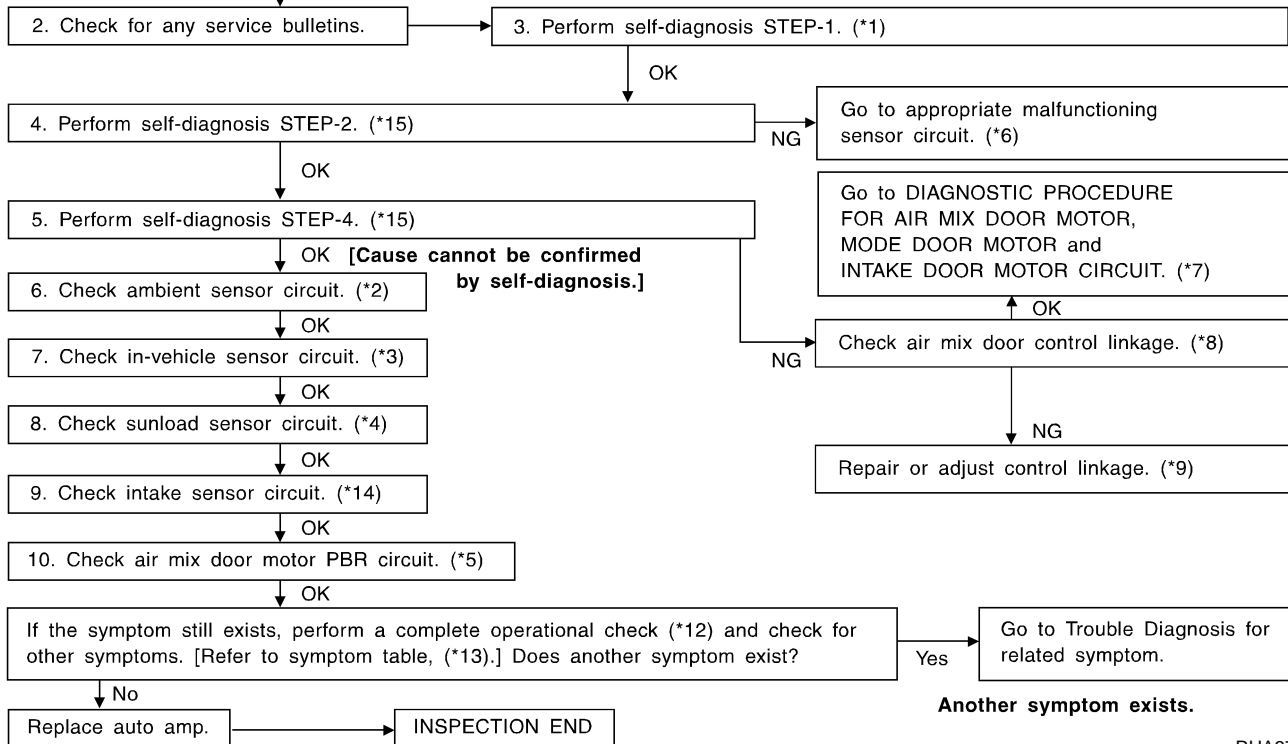 2. Check for any service bulletins.
3. Perform self-diagnosis STEP-1. (*1)
OK
4. Perform self-diagnosis STEP-2. (*15)
NG
Go to appropriate malfunctioning
sensor circuit. (*6)
OK
5. Perform self-diagnosis STEP-4. (*15)
Go to DIAGNOSTIC PROCEDURE
FOR AIR MIX DOOR MOTOR,
MODE DOOR MOTOR and
INTAKE DOOR MOTOR CIRCUIT. (*7)
OK
[Cause cannot be confirmed
by self-diagnosis.]
6. Check ambient sensor circuit. (*2)
OK
OK
7. Check in-vehicle sensor circuit. (*3)
NG
Check air mix door control linkage. (*8)
OK
8. Check sunload sensor circuit. (*4)
NG
OK
Repair or adjust control linkage. (*9)
9. Check intake sensor circuit. (*14)
OK
10. Check air mix door motor PBR circuit. (*5)
OK
If the symptom still exists, perform a complete operational check (*12) and check for
other symptoms. [Refer to symptom table, (*13).] Does another symptom exist?
Yes
Go to Trouble Diagnosis for
related symptom.
No
Another symptom exists.
Replace auto amp.
INSPECTION END